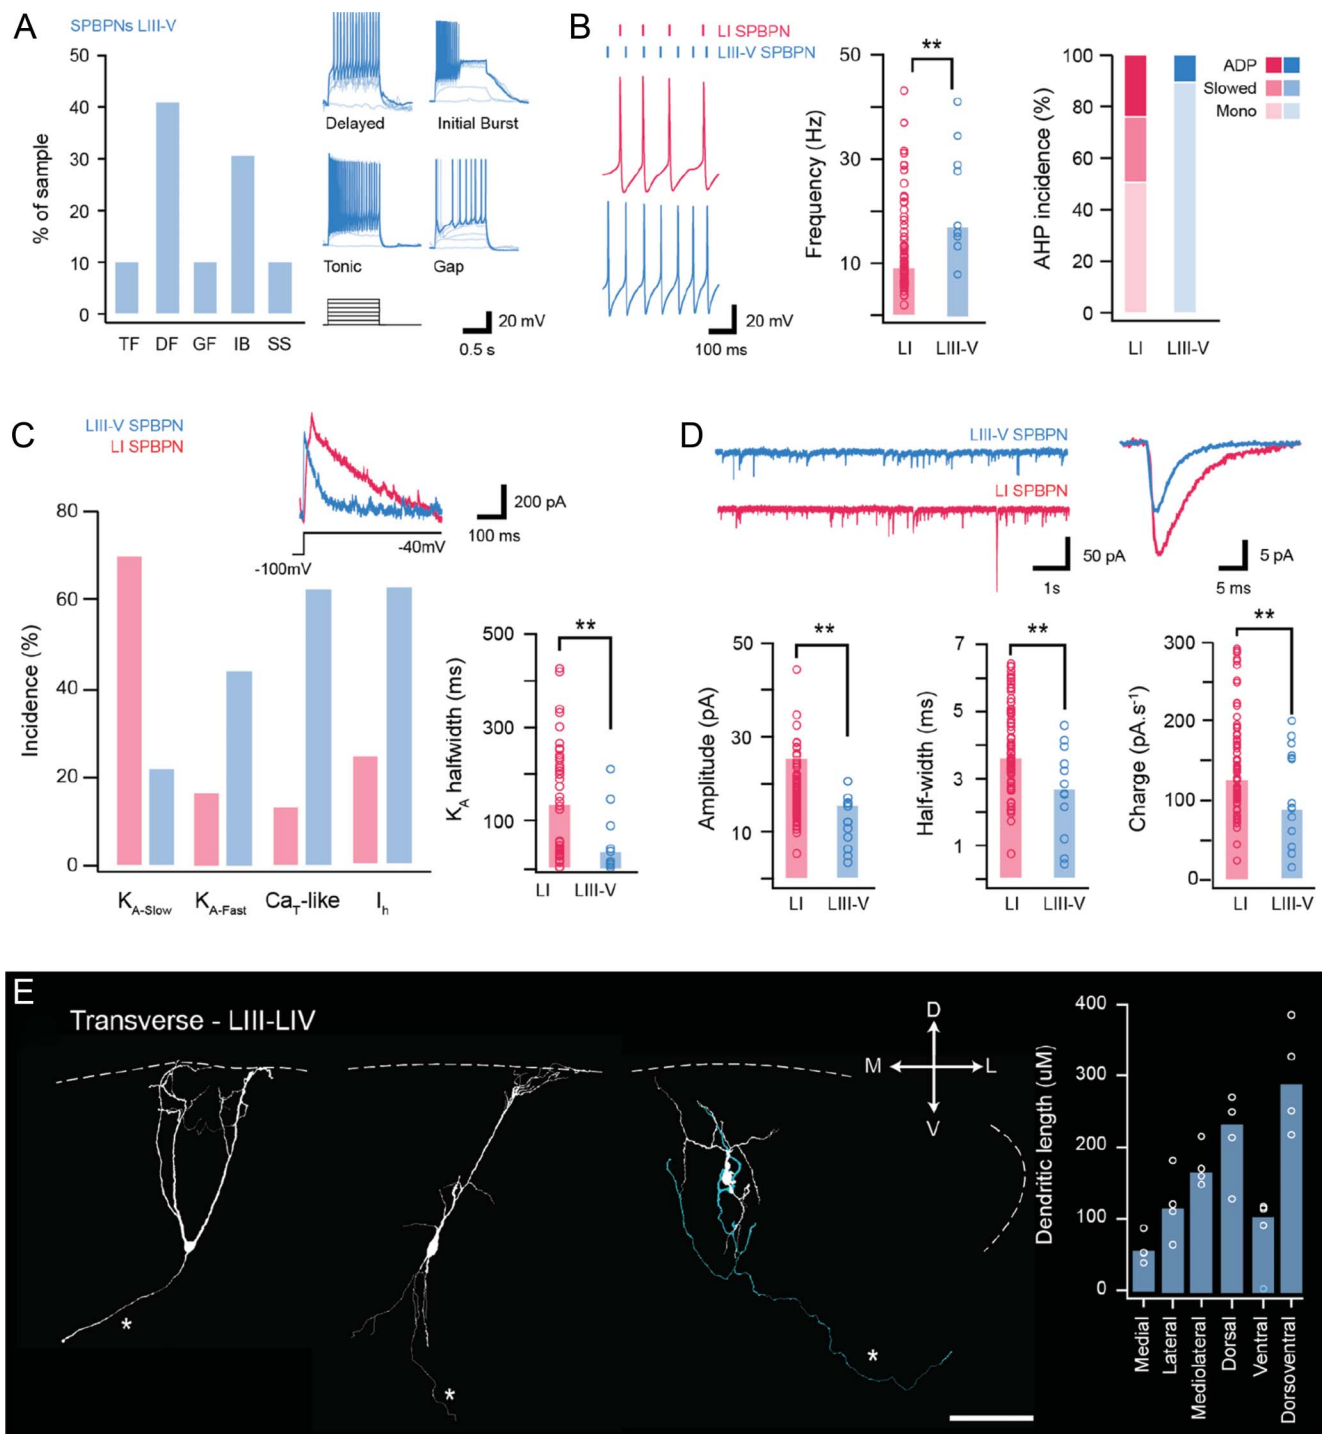 A
SPBPNs LIII-V
% of sample
50
40
30
20
10
0
TF DF GF IB SS
Delayed
Initial Burst
Tonic
Gap
20 mV
0.5 s
B
LI SPBPN
LIII-V SPBPN
20 mV
100 ms
Frequency (Hz)
50
30
10
LI LIII-V
**
AHP incidence (%)
100
80
60
40
20
0
LI LIII-V
ADP
Slowed
Mono
C
LIII-V SPBPN
LI SPBPN
200 pA
100 ms
-40mV
-100mV
Incidence (%)
80
60
40
20
0
KA-Slow KA-Fast CaT-like Ih
KA halfwidth (ms)
500
300
100
**
LI LIII-V
D
LIII-V SPBPN
LI SPBPN
50 pA
1s
5 pA
5 ms
Amplitude (pA)
50
30
10
**
LI LIII-V
Half-width (ms)
7
5
3
1
**
LI LIII-V
Charge (pA.s-1)
300
200
100
0
**
LI LIII-V
E
Transverse - LIII-LIV
D
M L
V
*
*
*
Dendritic length (uM)
400
300
200
100
0
Medial
Lateral
Mediolateral
Dorsal
Ventral
Dorsoventral